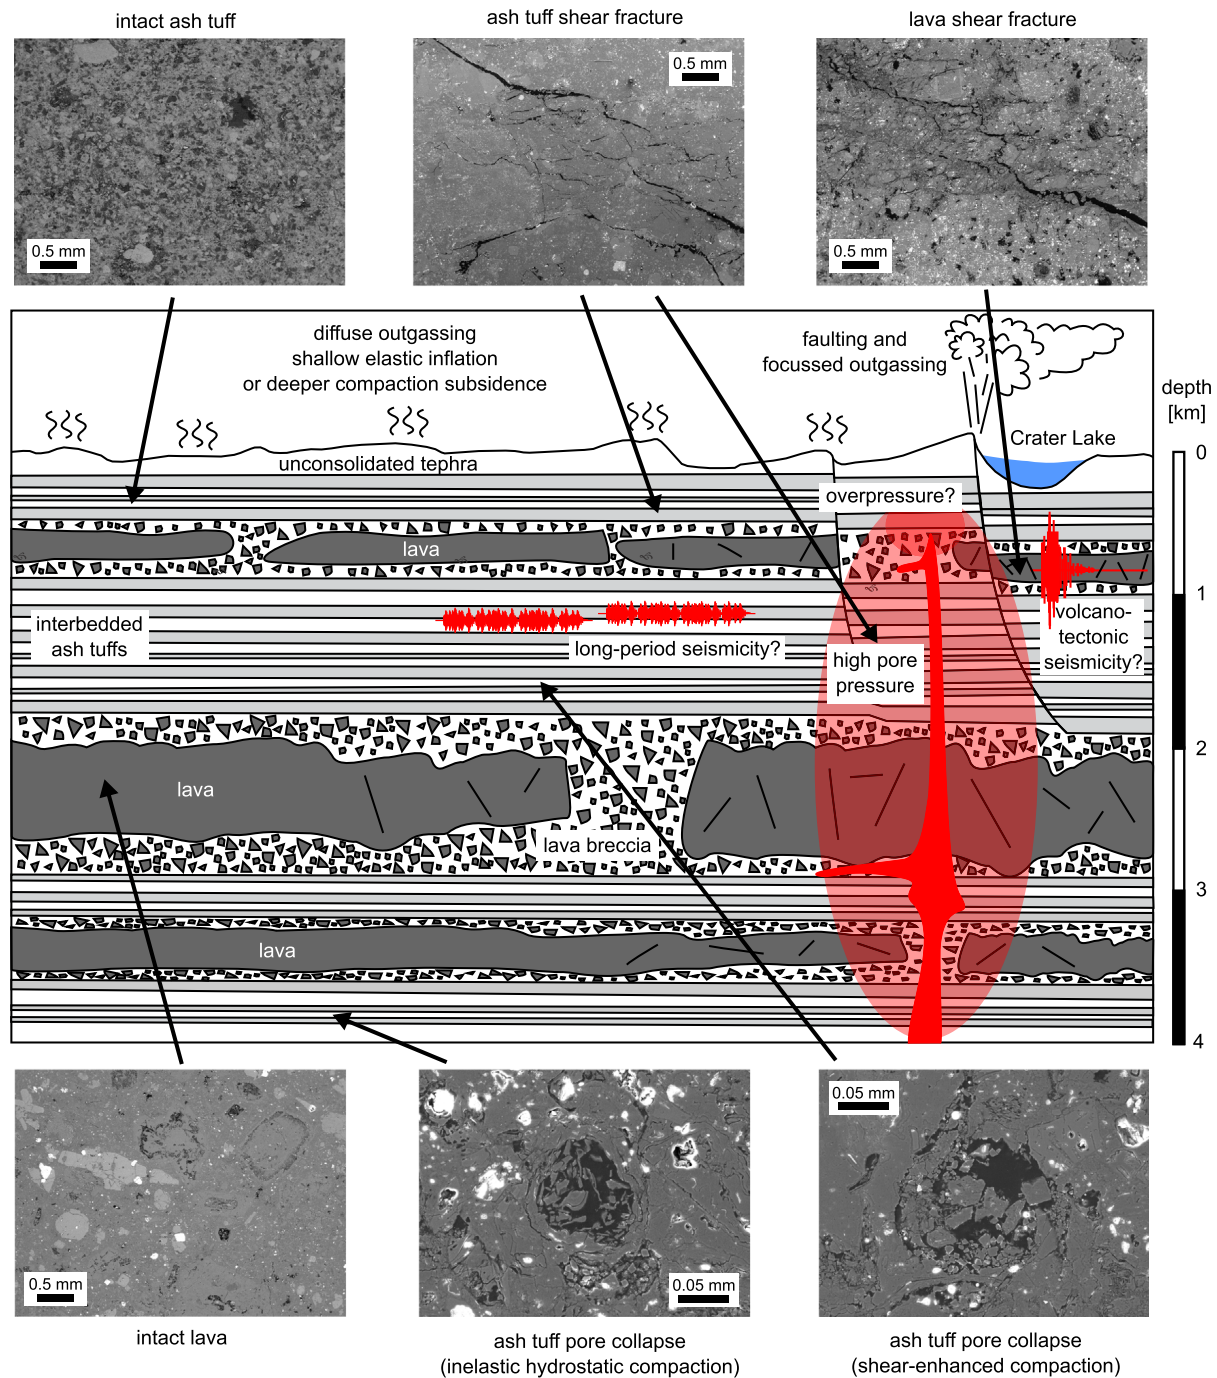 intact ash tuff
ash tuff shear fracture
lava shear fracture
0.5 mm
0.5 mm
0.5 mm
diffuse outgassing
shallow elastic inflation
or deeper compaction subsidence
faulting and
focussed outgassing
depth
[km]
Crater Lake
0
unconsolidated tephra
overpressure?
lava
1
interbedded
ash tuffs
long-period seismicity?
high pore
pressure
volcano-
tectonic
seismicity?
2
lava
lava breccia
3
lava
4
0.5 mm
0.05 mm
0.05 mm
intact lava
ash tuff pore collapse
(inelastic hydrostatic compaction)
ash tuff pore collapse
(shear-enhanced compaction)